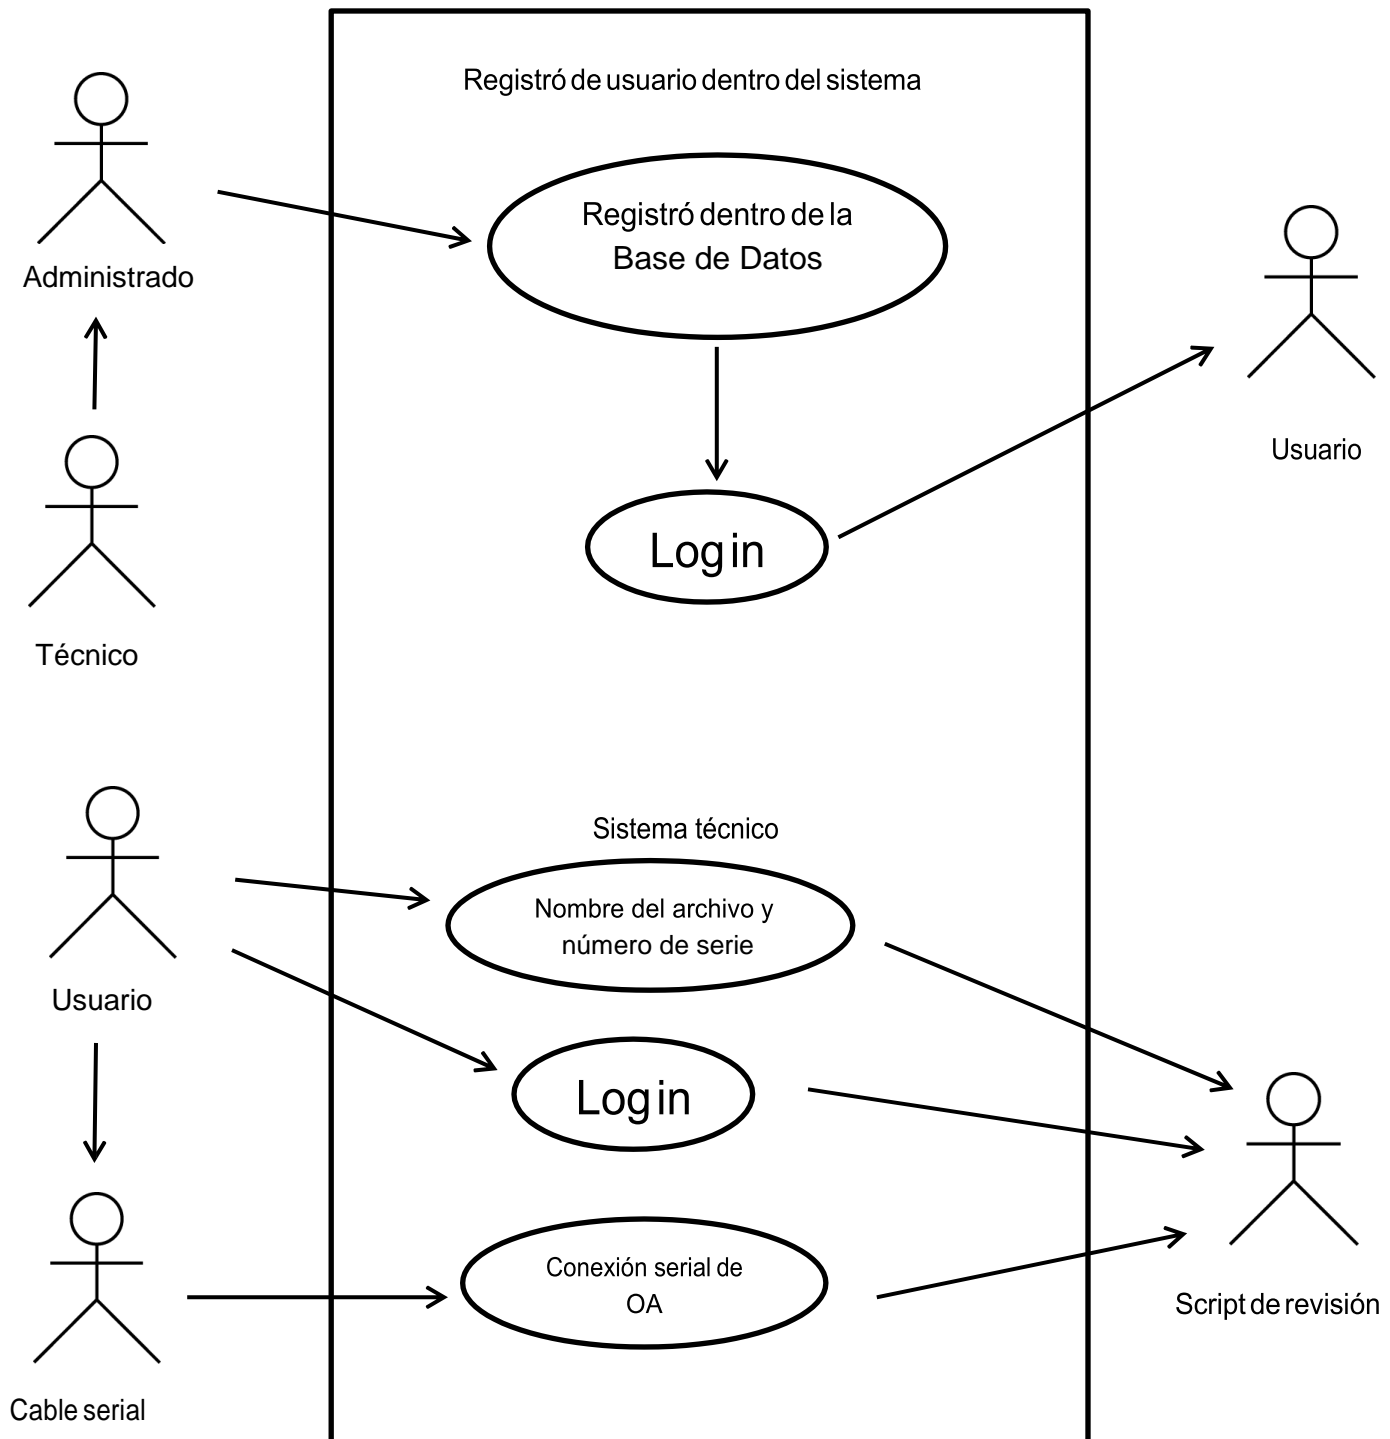 Registró de usuario dentro del sistema
Registró dentro de la
Base de Datos
Administrado
Usuario
Login
Técnico
Sistema técnico
Nombre del archivo y
número de serie
Usuario
Login
Conexión serial de
OA
Script de revisión
Cable serial